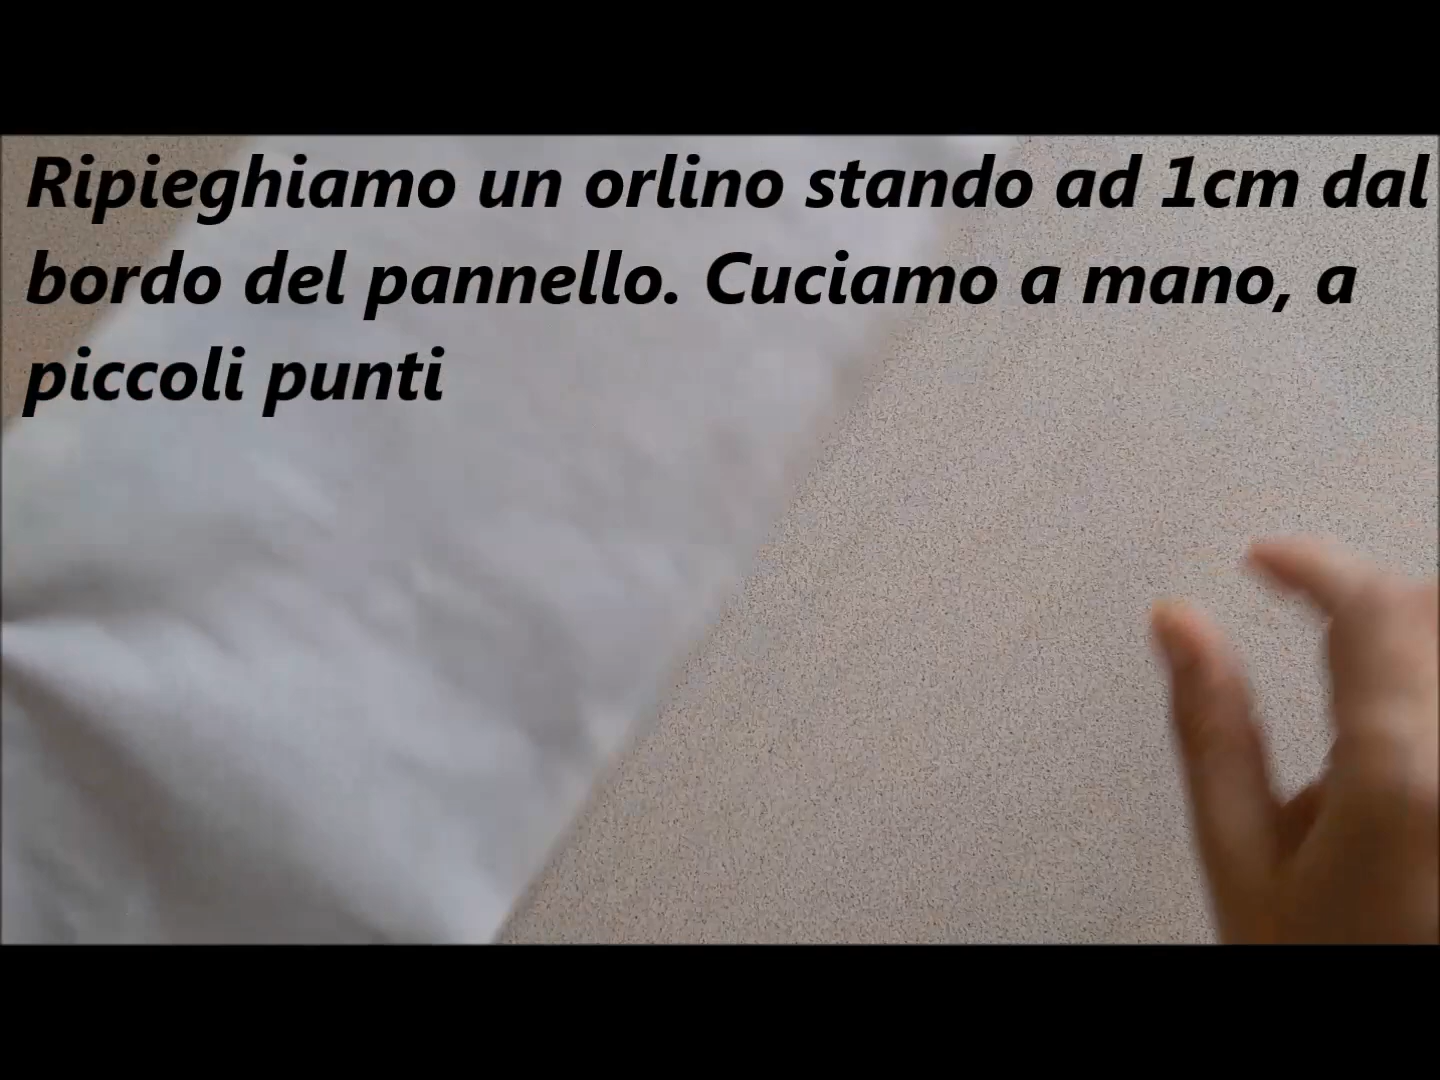 Ripieghiamo un orlino stando ad 1cm dal
bordo del pannello. Cuciamo a mano, a
piccoli punti